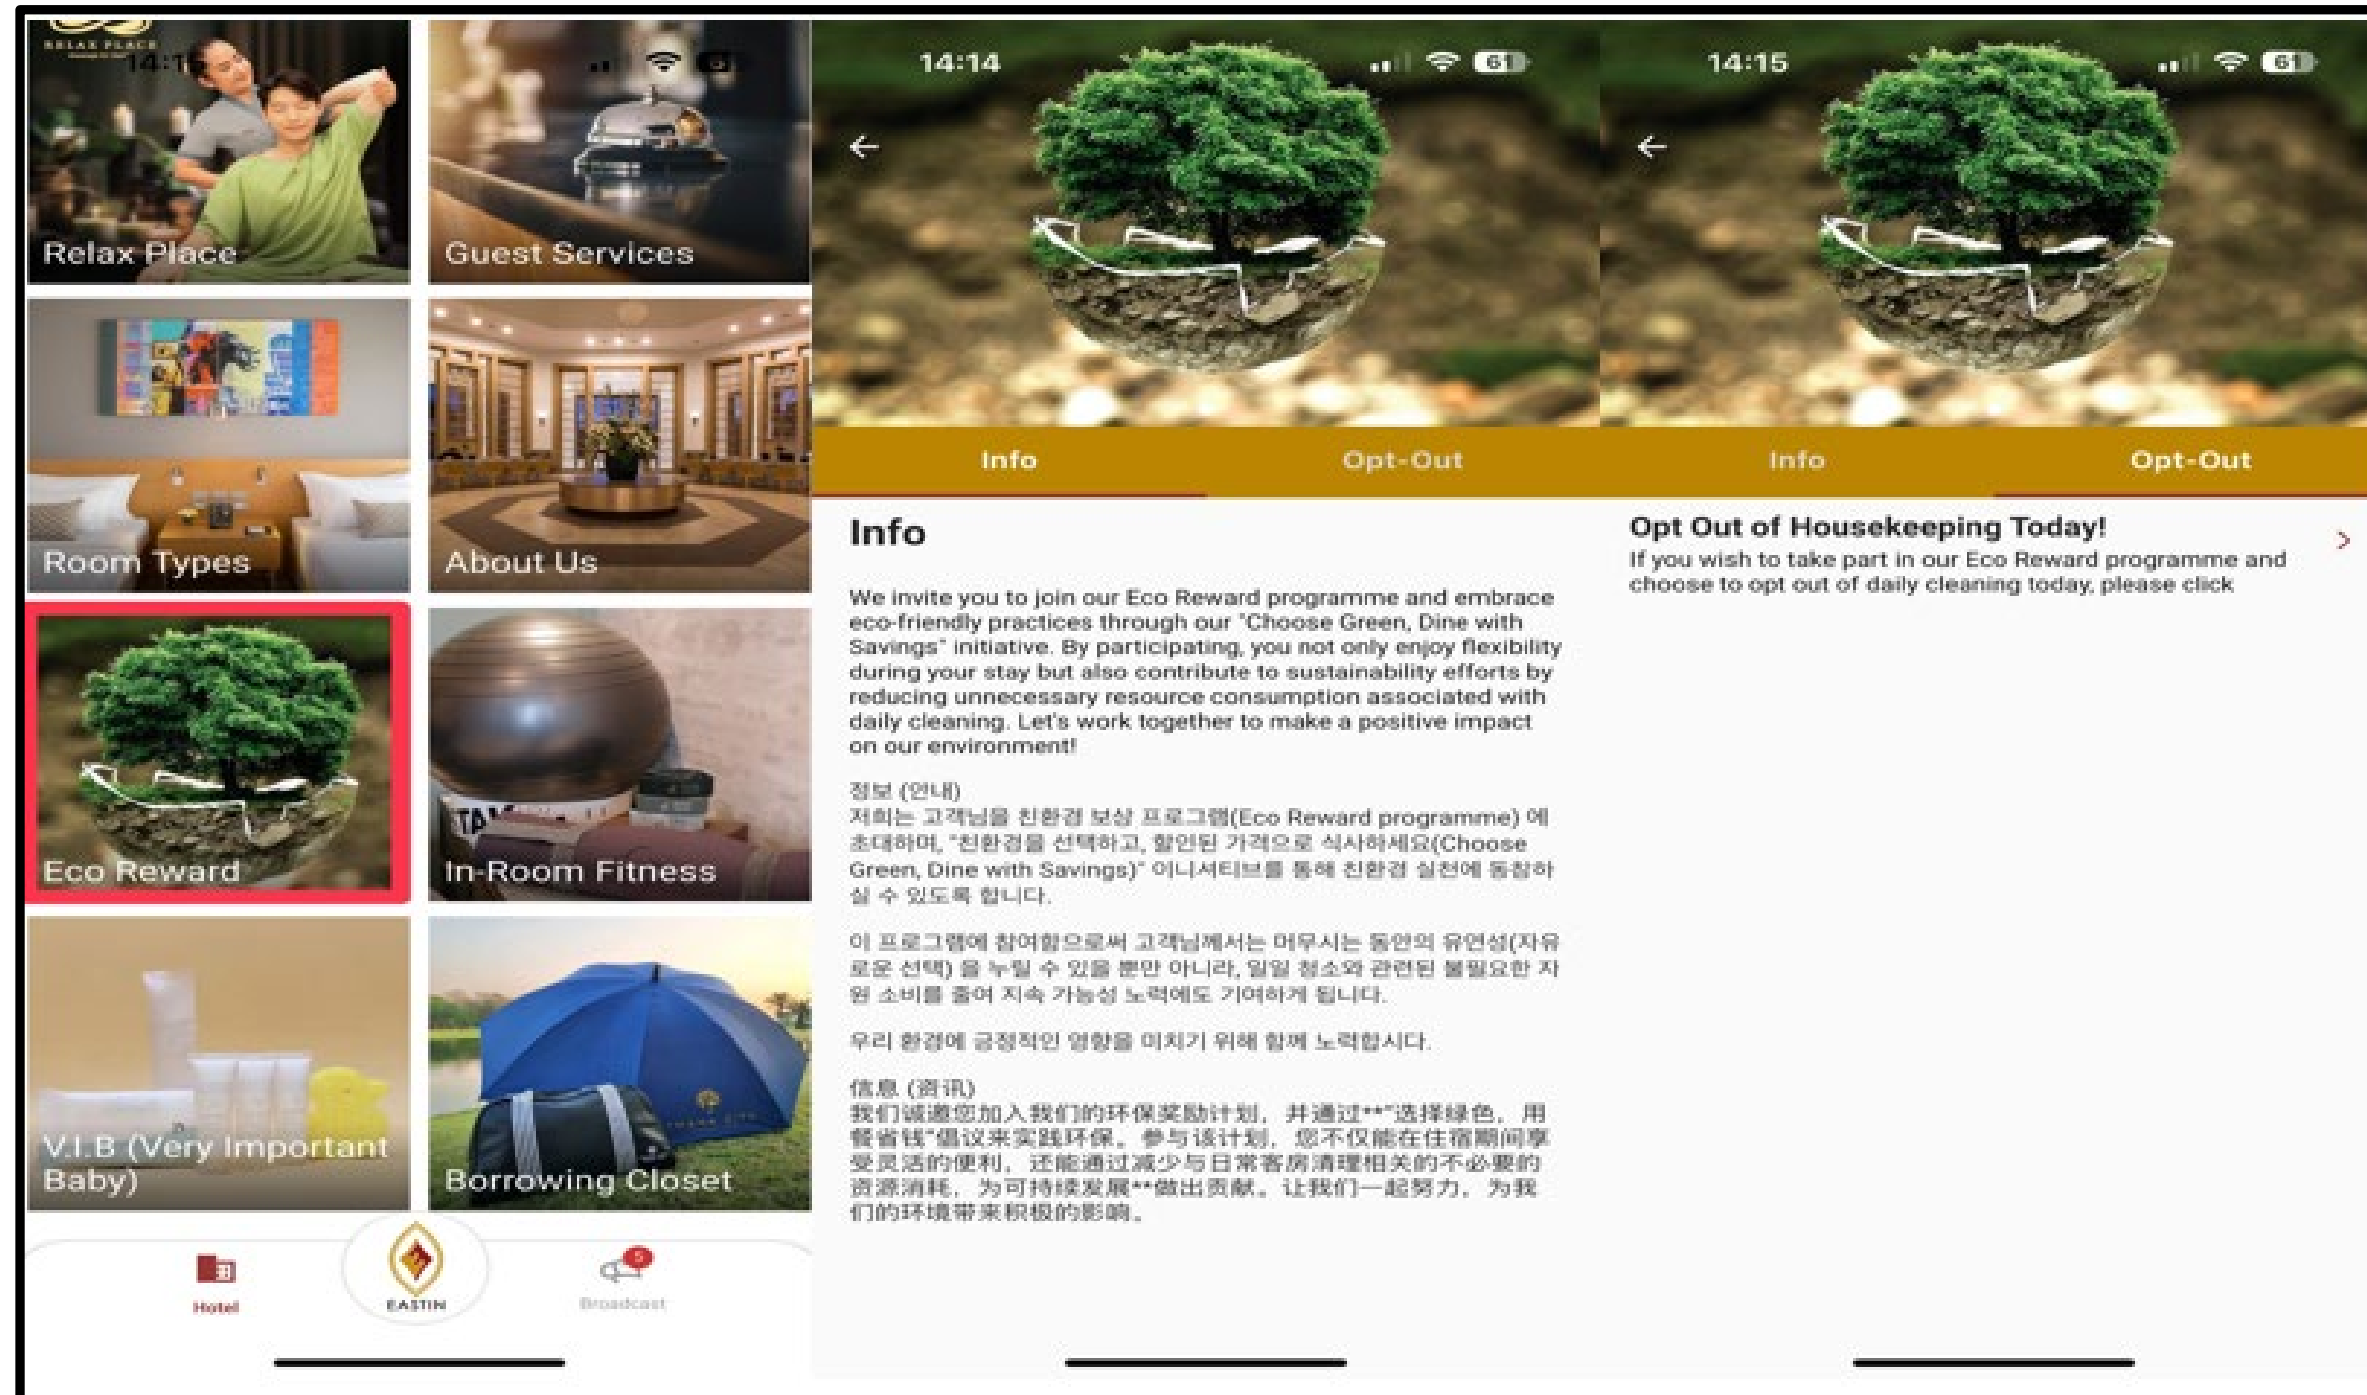 RELAX PLACE
Relax Place
Guest Services
Room Types
About Us
Eco Reward
In-Room Fitness
V.I.B (Very Important
Baby)
Borrowing Closet
Hotel
EASTIN
5
Broadcast
14:14
61
Info
Opt-Out
Info
We invite you to join our Eco Reward programme and embrace
eco-friendly practices through our "Choose Green, Dine with
Savings" initiative. By participating, you not only enjoy flexibility
during your stay but also contribute to sustainability efforts by
reducing unnecessary resource consumption associated with
daily cleaning. Let's work together to make a positive impact
on our environment!
정보 (안내)
저희는 고객님을 친환경 보상 프로그램(Eco Reward programme) 에
초대하며, "친환경을 선택하고, 할인된 가격으로 식사하세요(Choose
Green, Dine with Savings)" 이니셔티브를 통해 친환경 실천에 동참하
실 수 있도록 합니다.
이 프로그램에 참여함으로써 고객님께서는 머무시는 동안의 유연성(자유
로운 선택) 을 누릴 수 있을 뿐만 아니라, 일일 청소와 관련된 불필요한 자
원 소비를 줄여 지속 가능성 노력에도 기여하게 됩니다.
우리 환경에 긍정적인 영향을 미치기 위해 함께 노력합시다.
信息 (资讯)
我们诚邀您加入我们的环保奖励计划，并通过**"选择绿色，用
餐省钱"倡议来实践环保。参与该计划，您不仅能在住宿期间享
受灵活的便利，还能通过减少与日常客房清理相关的不必要的
资源消耗，为可持续发展**做出贡献。让我们一起努力，为我
们的环境带来积极的影响。
14:15
61
Info
Opt-Out
Opt Out of Housekeeping Today!
If you wish to take part in our Eco Reward programme and
choose to opt out of daily cleaning today, please click